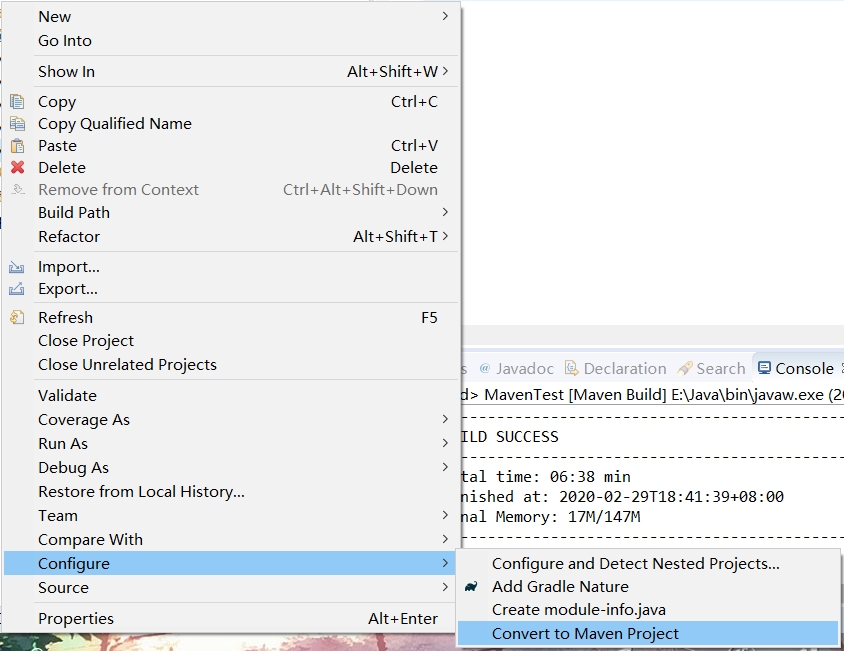 New
Go Into
Show In Alt+Shift+W
Copy Ctrl+C
Copy Qualified Name
Paste Ctrl+V
Delete Delete
Remove from Context Ctrl+Alt+Shift+Down
Build Path
Refactor Alt+Shift+T
Import...
Export...
Refresh F5
Close Project
Close Unrelated Projects
Validate
Coverage As
Run As
Debug As
Restore from Local History...
Team
Compare With
Configure
Source
Properties Alt+Enter
s @ Javadoc Declaration Search Console
d> MavenTest [Maven Build] E:\Java\bin\javaw.exe (20
ILD SUCCESS
tal time: 06:38 min
nished at: 2020-02-29T18:41:39+08:00
nal Memory: 17M/147M
Configure and Detect Nested Projects...
Add Gradle Nature
Create module-info.java
Convert to Maven Project